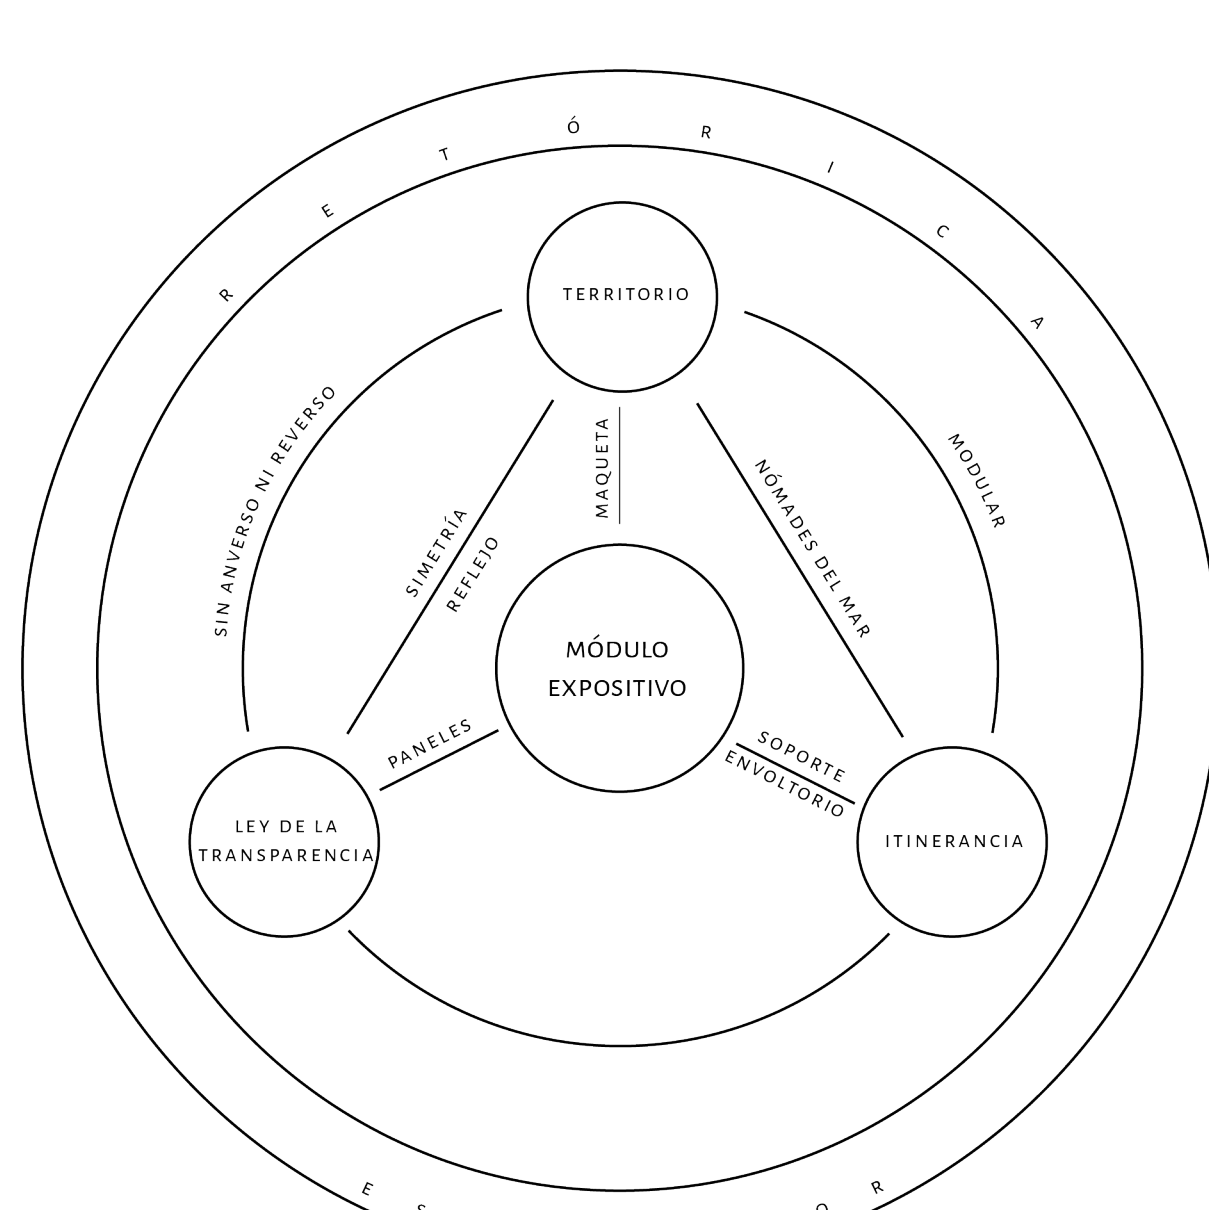 RETÓRICA
TERRITORIO
SIN ANVERSO NI REVERSO
MAQUETA
MODULAR
NÓMADES DEL MAR
SIMETRÍA
REFLEJO
MÓDULO
EXPOSITIVO
PANELES
SOPORTE
ENVOLTORIO
LEY DE LA
TRANSPARENCIA
ITINERANCIA